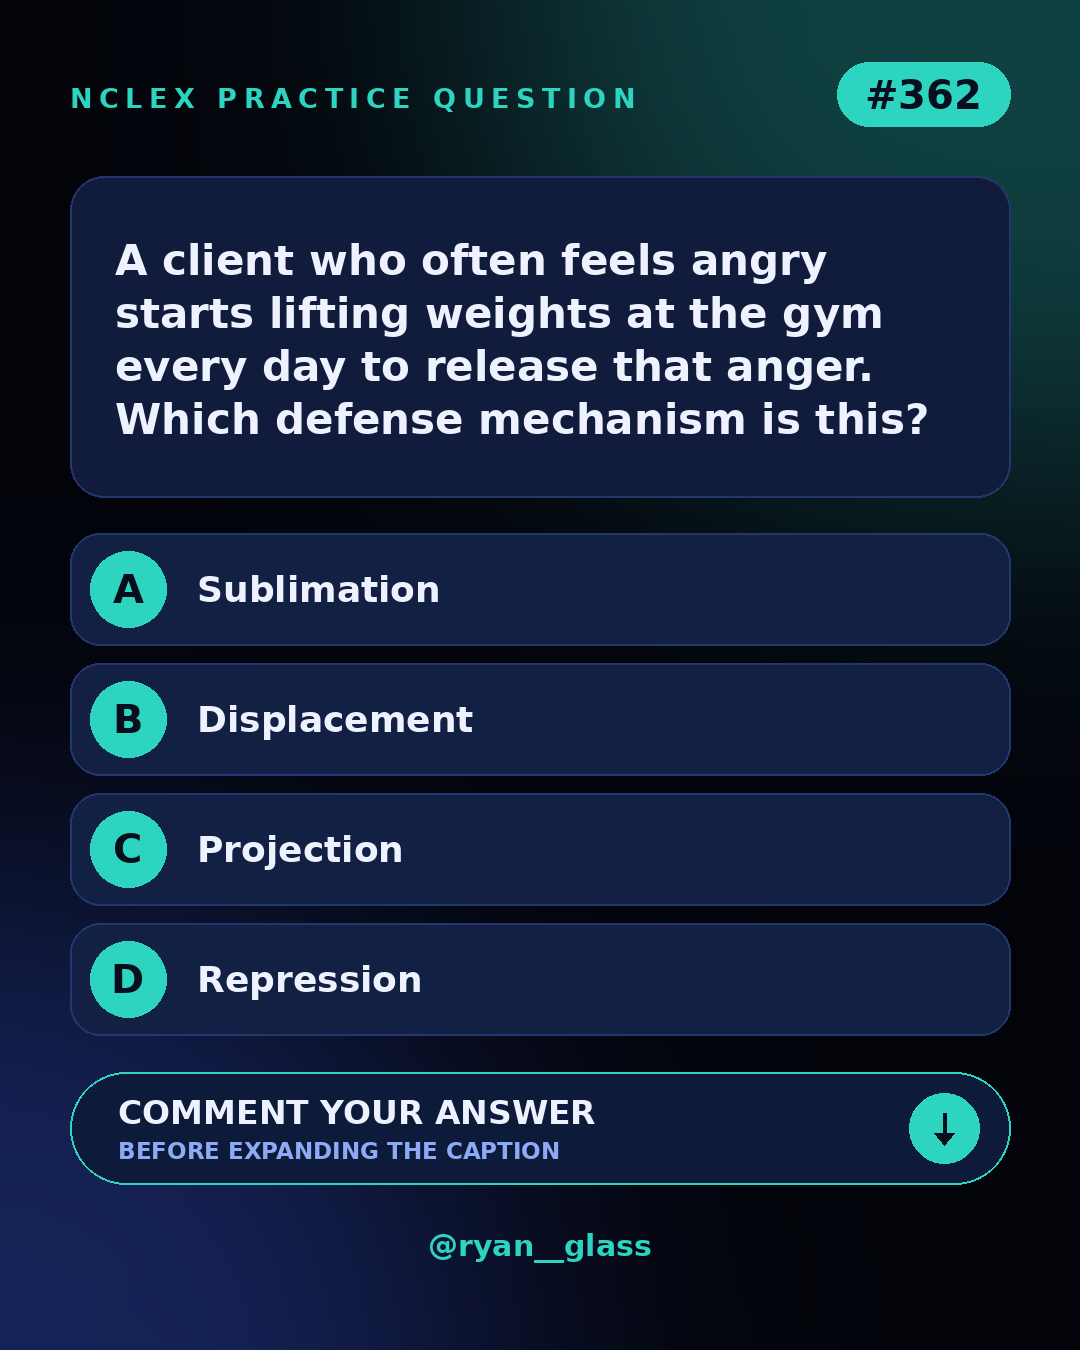 NCLEX PRACTICE QUESTION
#362
A client who often feels angry
starts lifting weights at the gym
every day to release that anger.
Which defense mechanism is this?
A Sublimation
B Displacement
C Projection
D Repression
COMMENT YOUR ANSWER
BEFORE EXPANDING THE CAPTION
@ryan__glass